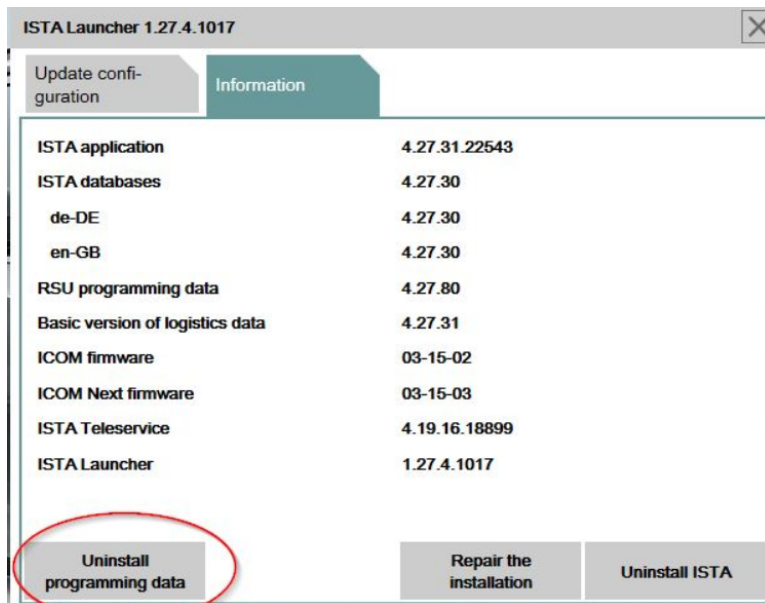 ISTA Launcher 1.27.4.1017
Update confi-
guration
Information
ISTA application 4.27.31.22543
ISTA databases 4.27.30
de-DE 4.27.30
en-GB 4.27.30
RSU programming data 4.27.80
Basic version of logistics data 4.27.31
ICOM firmware 03-15-02
ICOM Next firmware 03-15-03
ISTA Teleservice 4.19.16.18899
ISTA Launcher 1.27.4.1017
Uninstall
programming data
Repair the
installation
Uninstall ISTA